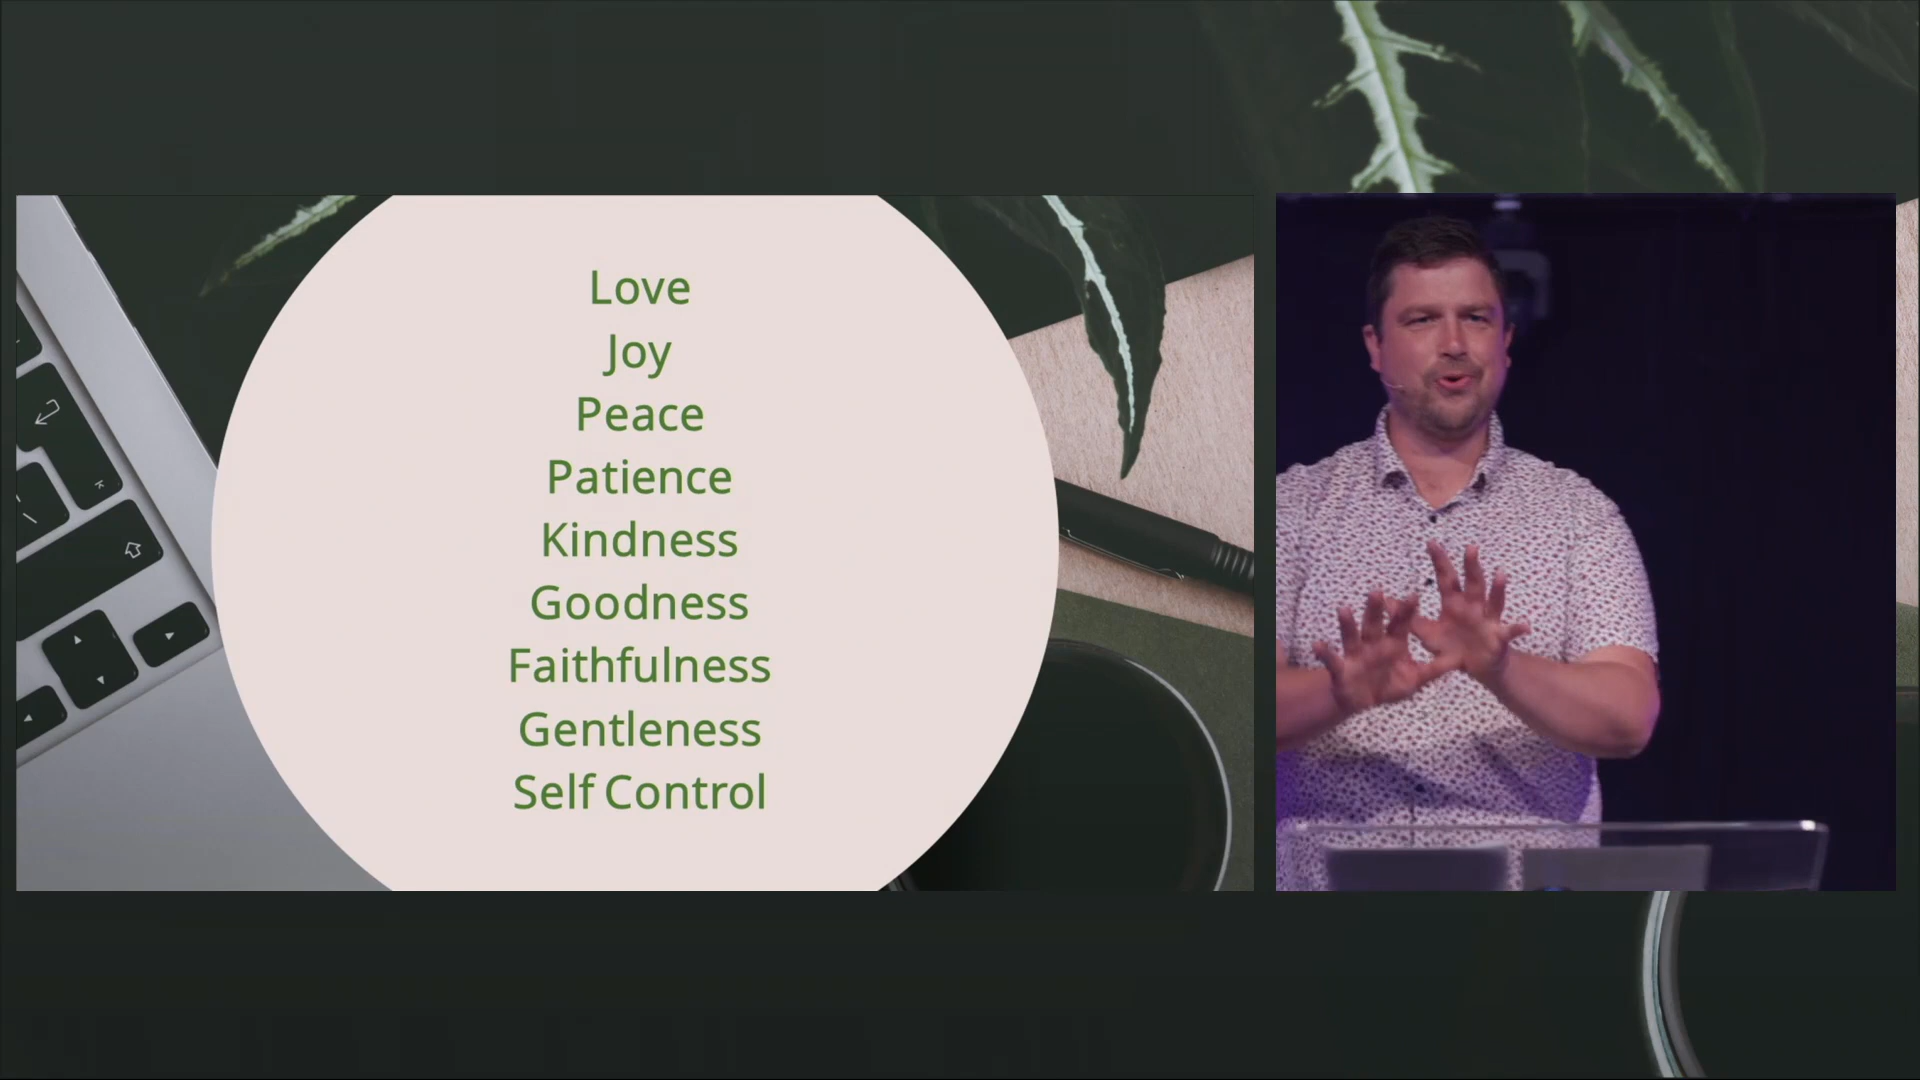 Love
Joy
Peace
Patience
Kindness
Goodness
Faithfulness
Gentleness
Self Control